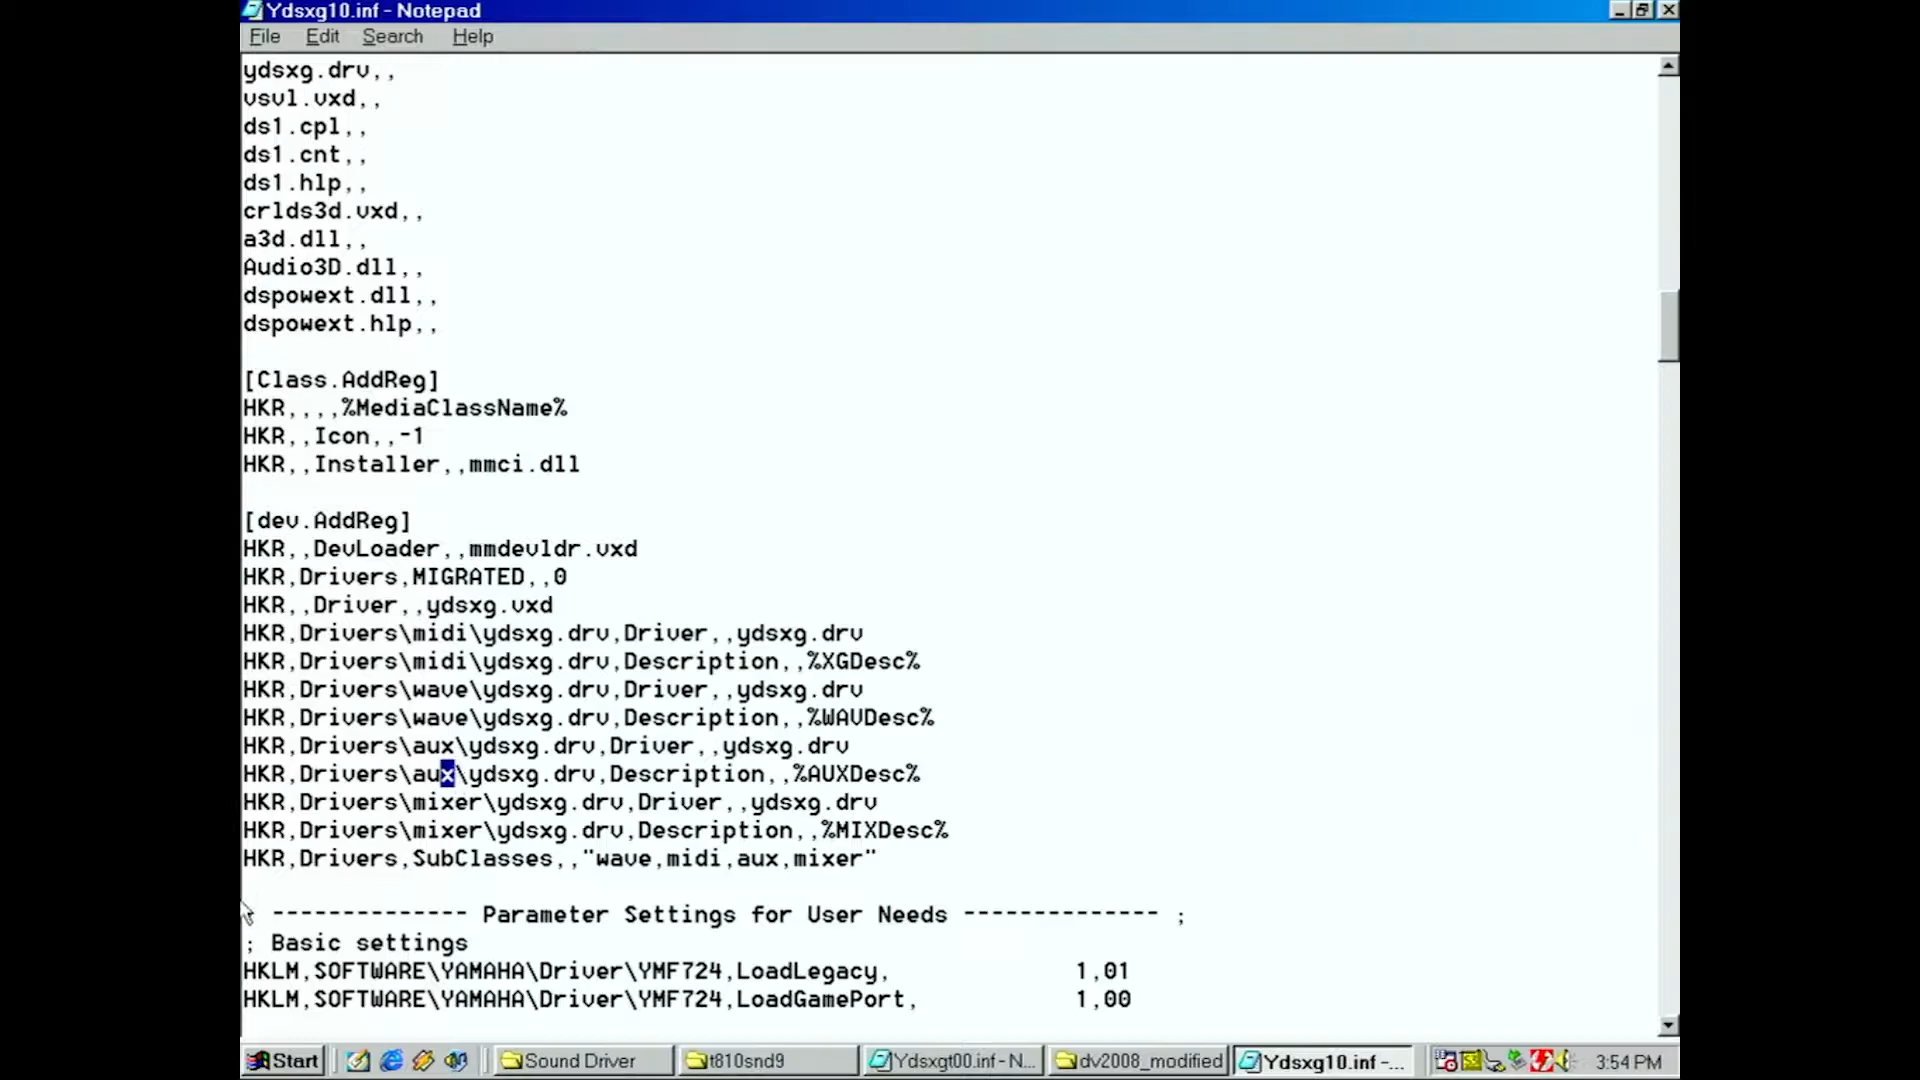 Ydsxg10.inf - Notepad
File Edit Search Help
ydsxg.drv,,
vsvl.vxd,,
ds1.cpl,,
ds1.cnt,,
ds1.hlp,,
crlds3d.vxd,,
a3d.dll,,
Audio3D.dll,,
dspowext.dll,,
dspowext.hlp,,
[Class.AddReg]
HKR,,,,%MediaClassName%
HKR,,Icon,,-1
HKR,,Installer,,mmci.dll
[dev.AddReg]
HKR,,DevLoader,,mmdevldr.vxd
HKR,Drivers,MIGRATED,,0
HKR,,Driver,,ydsxg.vxd
HKR,Drivers\midi\ydsxg.drv,Driver,,ydsxg.drv
HKR,Drivers\midi\ydsxg.drv,Description,,%XGDesc%
HKR,Drivers\wave\ydsxg.drv,Driver,,ydsxg.drv
HKR,Drivers\wave\ydsxg.drv,Description,,%WAVDesc%
HKR,Drivers\aux\ydsxg.drv,Driver,,ydsxg.drv
HKR,Drivers\aux\ydsxg.drv,Description,,%AUXDesc%
HKR,Drivers\mixer\ydsxg.drv,Driver,,ydsxg.drv
HKR,Drivers\mixer\ydsxg.drv,Description,,%MIXDesc%
HKR,Drivers,SubClasses,,"wave,midi,aux,mixer"
-------------- Parameter Settings for User Needs -------------- ;
; Basic settings
HKLM,SOFTWARE\YAMAHA\Driver\YMF724,LoadLegacy, 1,01
HKLM,SOFTWARE\YAMAHA\Driver\YMF724,LoadGamePort, 1,00
Start Sound Driver t810snd9 Ydsxgt00.inf - N... dv2008_modified Ydsxg10.inf -... 3:54 PM